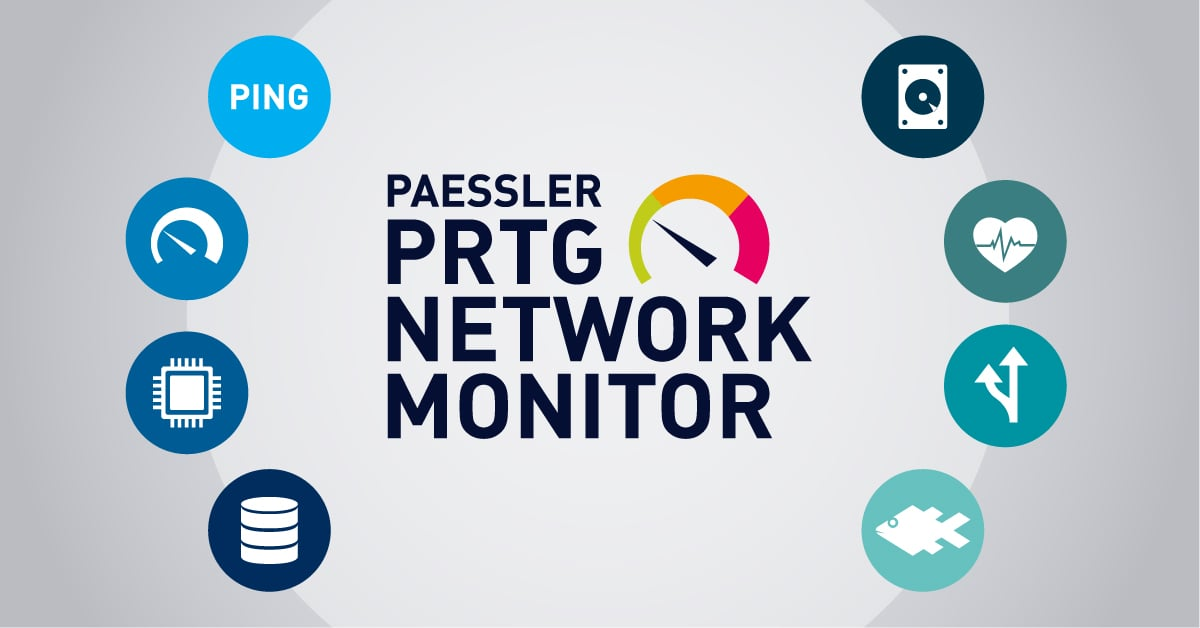 PING
PAESSLER
PRTG
NETWORK
MONITOR